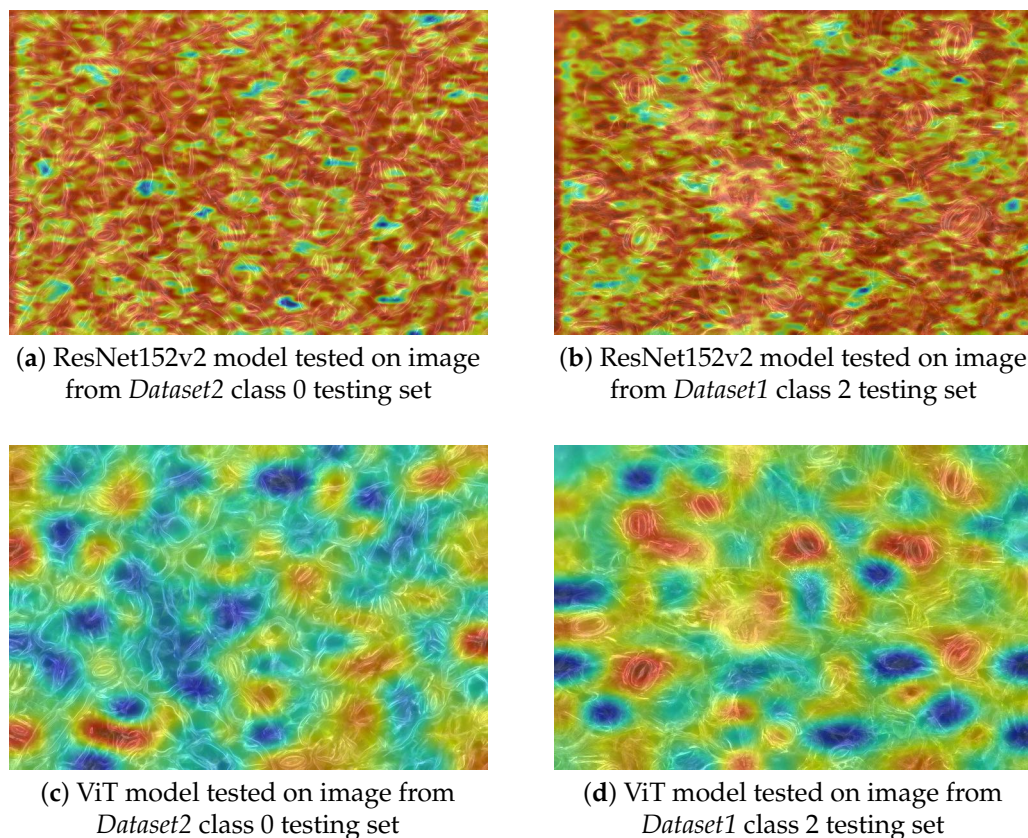 (a) ResNet152v2 model tested on image
from Dataset2 class 0 testing set
(b) ResNet152v2 model tested on image
from Dataset1 class 2 testing set
(c) ViT model tested on image from
Dataset2 class 0 testing set
(d) ViT model tested on image from
Dataset1 class 2 testing set